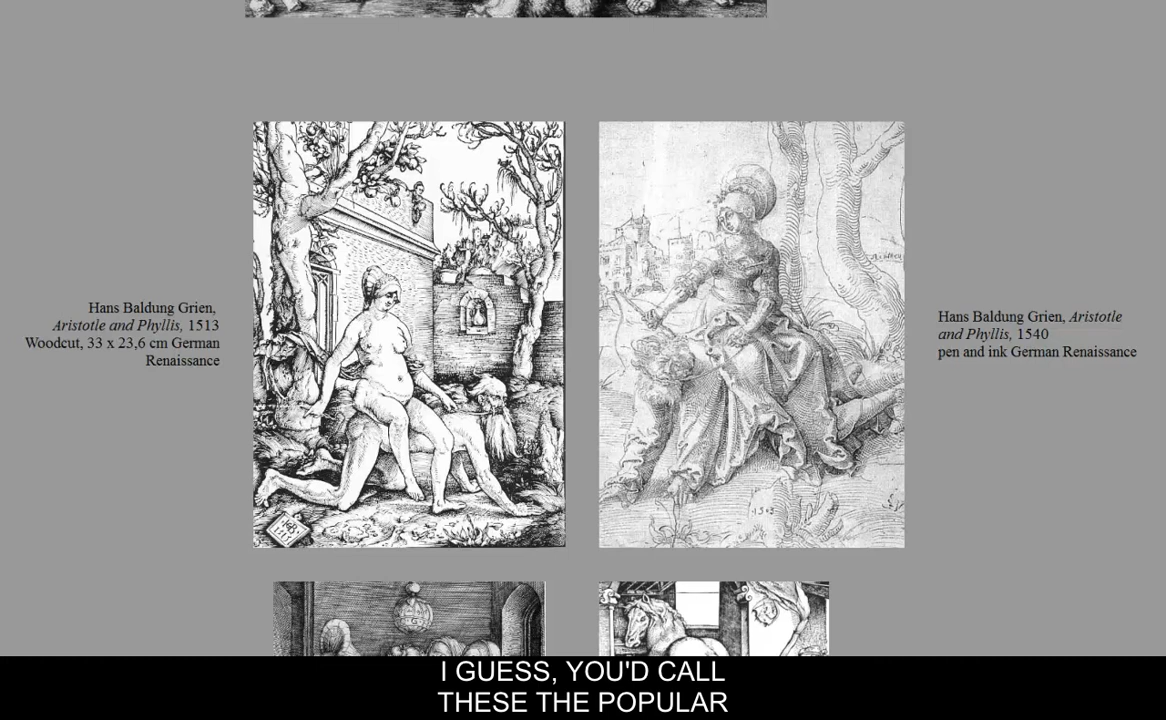 Hans Baldung Grien,
Aristotle and Phyllis, 1513
Woodcut, 33 x 23,6 cm German
Renaissance
Hans Baldung Grien, Aristotle
and Phyllis, 1540
pen and ink German Renaissance
1503
I GUESS, YOU'D CALL
THESE THE POPULAR